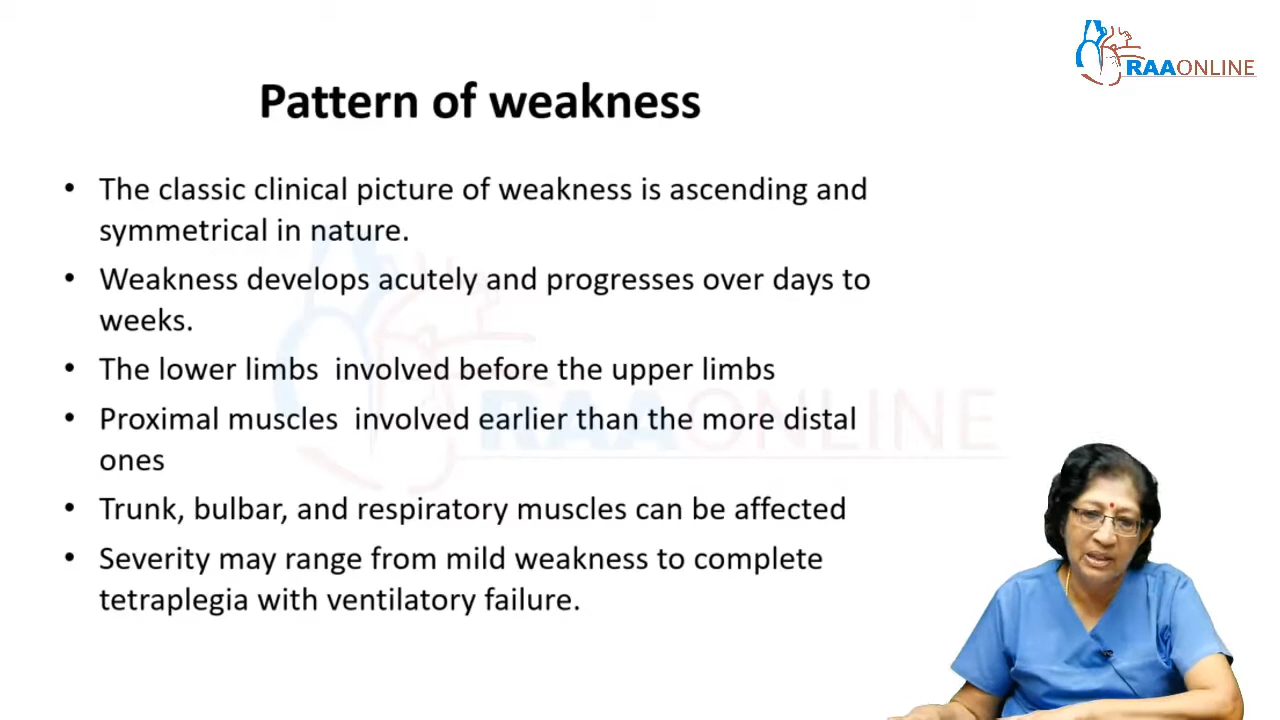 RAAONLINE
Pattern of weakness
• The classic clinical picture of weakness is ascending and
symmetrical in nature.
• Weakness develops acutely and progresses over days to
weeks.
• The lower limbs involved before the upper limbs
• Proximal muscles involved earlier than the more distal
ones
• Trunk, bulbar, and respiratory muscles can be affected
• Severity may range from mild weakness to complete
tetraplegia with ventilatory failure.
RAAONLINE